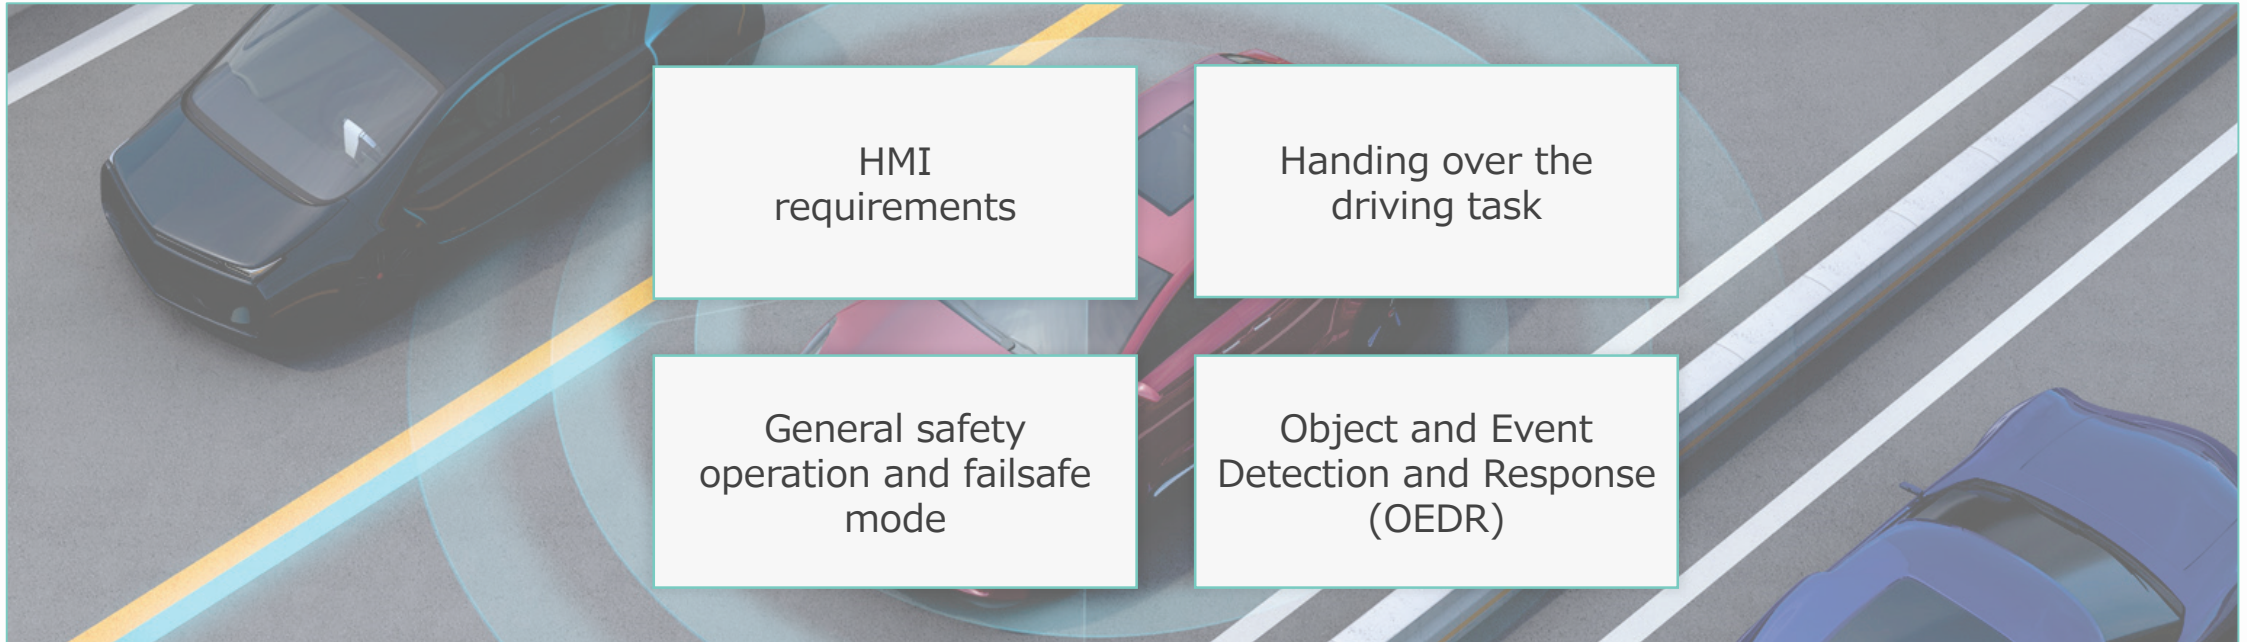 HMI
requirements
Handing over the
driving task
General safety
operation and failsafe
mode
Object and Event
Detection and Response
(OEDR)